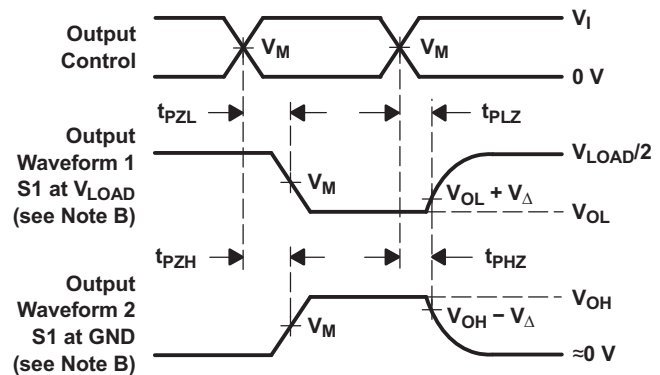 Output
Control
V_M
V_M
V_I
0 V
t_PZL
t_PLZ
Output
Waveform 1
S1 at V_LOAD
(see Note B)
V_M
V_LOAD/2
V_OL + V_Δ
V_OL
t_PZH
t_PHZ
Output
Waveform 2
S1 at GND
(see Note B)
V_M
V_OH
V_OH − V_Δ
≈0 V